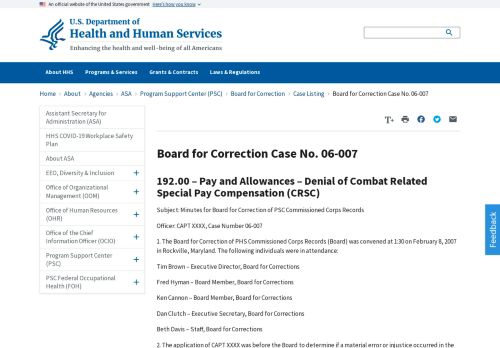 An official website of the United States government Here's how you know
U.S. Department of
Health and Human Services
Enhancing the health and well-being of all Americans
About HHS Programs & Services Grants & Contracts Laws & Regulations
Home > About > Agencies > ASA > Program Support Center (PSC) > Board for Correction > Case Listing > Board for Correction Case No. 06-007
Assistant Secretary for
Administration (ASA)
HHS COVID-19 Workplace Safety
Plan
About ASA
EEO, Diversity & Inclusion +
Office of Organizational
Management (OOM) +
Office of Human Resources
(OHR) +
Office of the Chief
Information Officer (OCIO) +
Program Support Center
(PSC) +
PSC Federal Occupational
Health (FOH) +
T+
Board for Correction Case No. 06-007
192.00 – Pay and Allowances – Denial of Combat Related
Special Pay Compensation (CRSC)
Subject: Minutes for Board for Correction of PSC Commissioned Corps Records
Officer: CAPT XXXX, Case Number 06-007
1. The Board for Correction of PHS Commissioned Corps Records (Board) was convened at 1:30 on February 8, 2007
in Rockville, Maryland. The following individuals were in attendance:
Tim Brown – Executive Director, Board for Corrections
Fred Hyman – Board Member, Board for Corrections
Ken Cannon – Board Member, Board for Corrections
Dan Clutch – Executive Secretary, Board for Corrections
Beth Davis – Staff, Board for Corrections
2. The application of CAPT XXXX was before the Board to determine if a material error or injustice occurred in the
Feedback